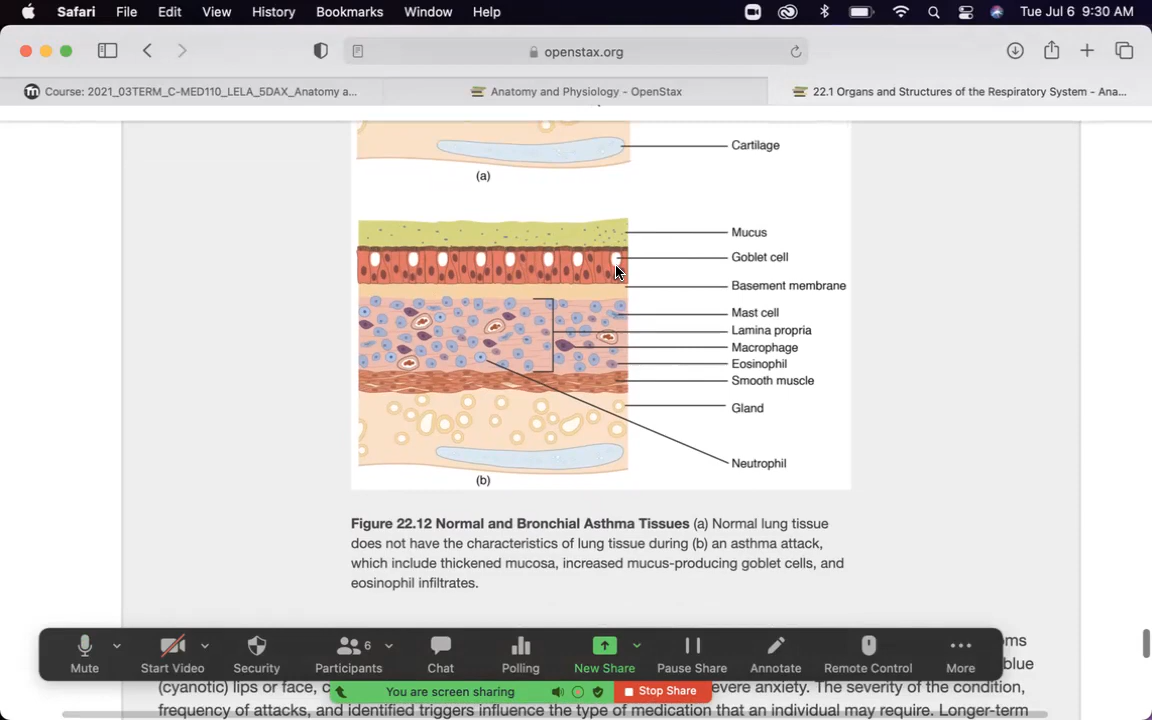 Safari File Edit View History Bookmarks Window Help Tue Jul 6 9:30 AM
openstax.org
Course: 2021_03TERM_C-MED110_LELA_5DAX_Anatomy a... Anatomy and Physiology - OpenStax 22.1 Organs and Structures of the Respiratory System - Ana...
Cartilage
(a)
Mucus
Goblet cell
Basement membrane
Mast cell
Lamina propria
Macrophage
Eosinophil
Smooth muscle
Gland
Neutrophil
(b)
Figure 22.12 Normal and Bronchial Asthma Tissues (a) Normal lung tissue
does not have the characteristics of lung tissue during (b) an asthma attack,
which include thickened mucosa, increased mucus-producing goblet cells, and
eosinophil infiltrates.
oms
blue
(cyanotic) lips or face, c evere anxiety. The severity of the condition,
frequency of attacks, and identified triggers influence the type of medication that an individual may require. Longer-term
Mute Start Video Security Participants 6 Chat Polling New Share Pause Share Annotate Remote Control More
You are screen sharing Stop Share